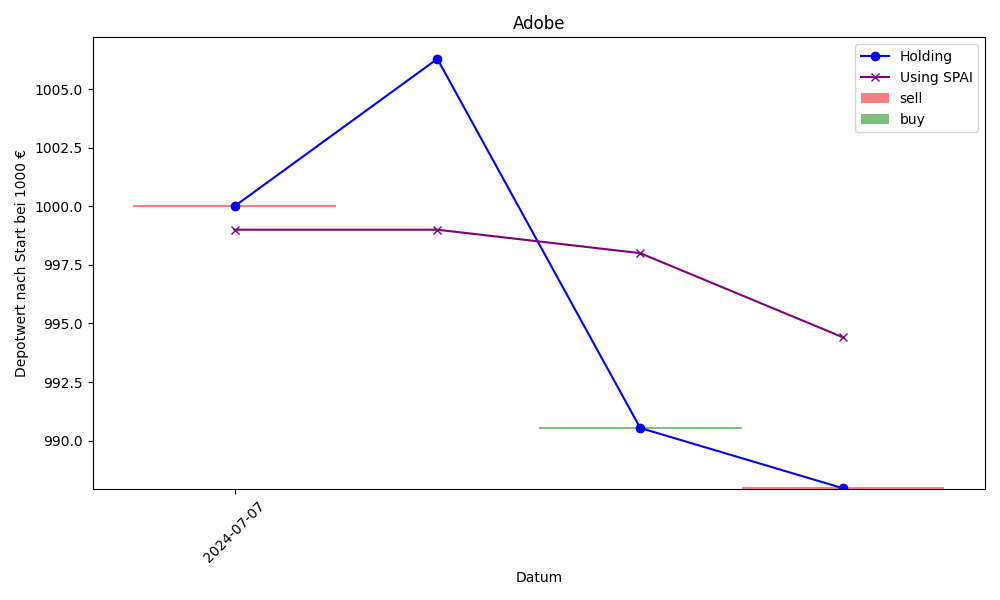 Adobe
Holding
Using SPAI
sell
buy
Depotwert nach Start bei 1000 €
1005.0
1002.5
1000.0
997.5
995.0
992.5
990.0
2024-07-07
Datum